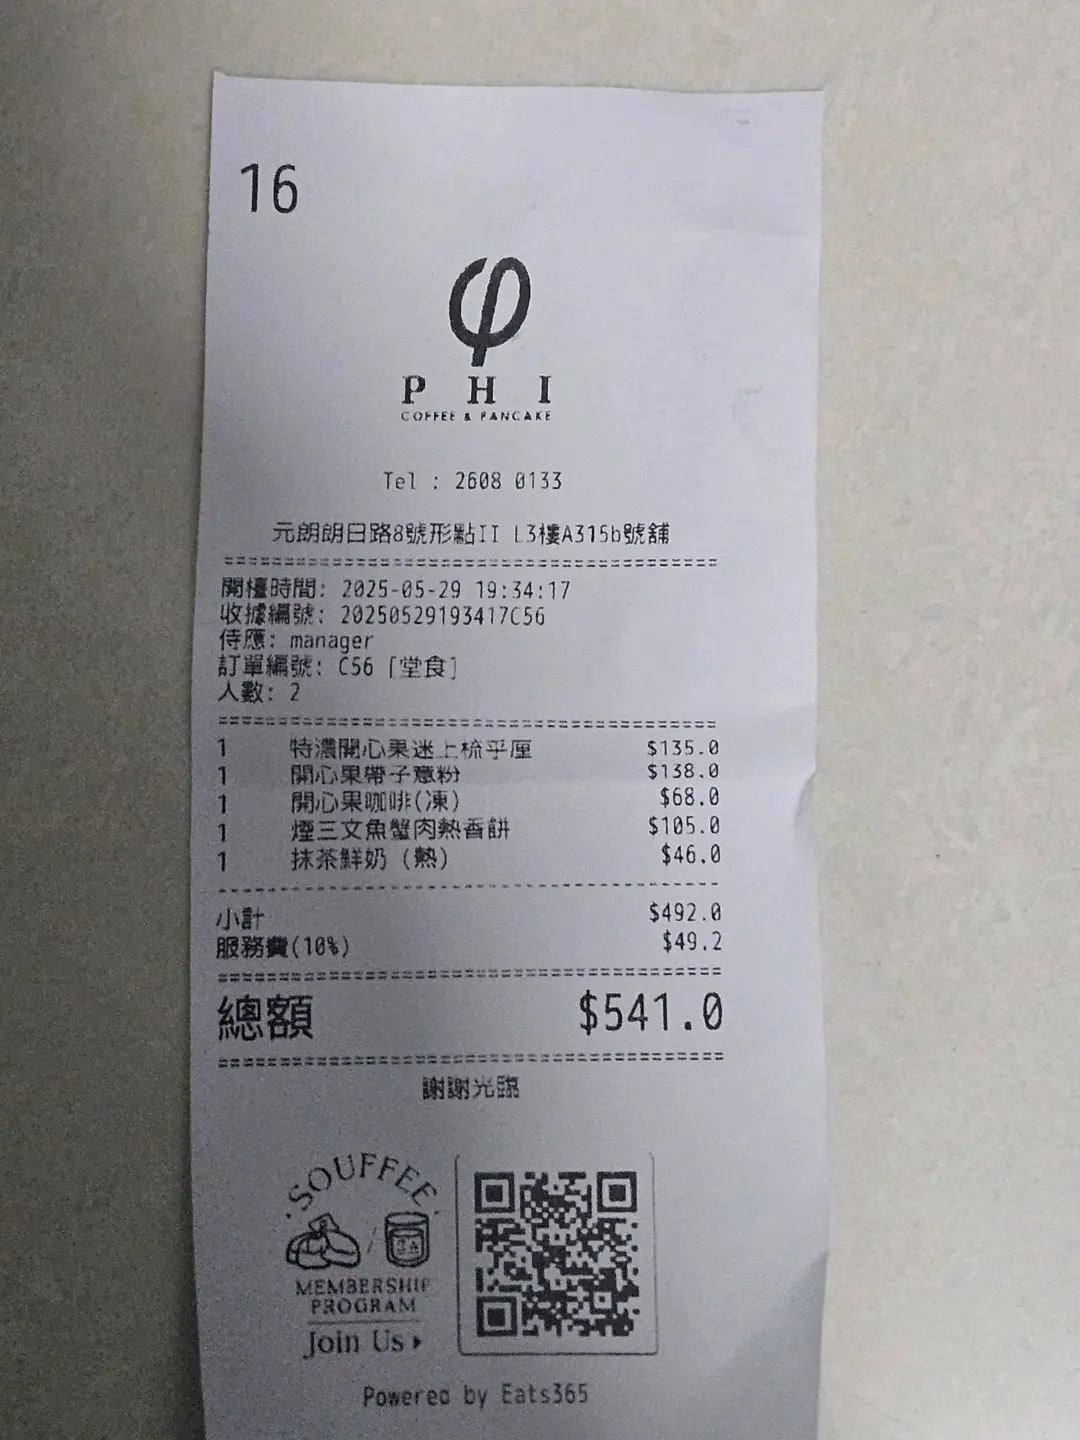 16
φ
PHI
COFFEE & PANCAKE
Tel : 2608 0133
元朗朗日路8號形點II L3樓A315b號舖
開檯時間: 2025-05-29 19:34:17
收據編號: 20250529193417C56
侍應: manager
訂單編號: C56 [堂食]
人數: 2
1 特濃開心果迷上梳乎厘 $135.0
1 開心果帶子意粉 $138.0
1 開心果咖啡(凍) $68.0
1 煙三文魚蟹肉熱香餅 $105.0
1 抹茶鮮奶 (熱) $46.0
小計 $492.0
服務費(10%) $49.2
總額 $541.0
謝謝光臨
SOUFFEE
MEMBERSHIP
PROGRAM
Join Us
Powered by Eats365